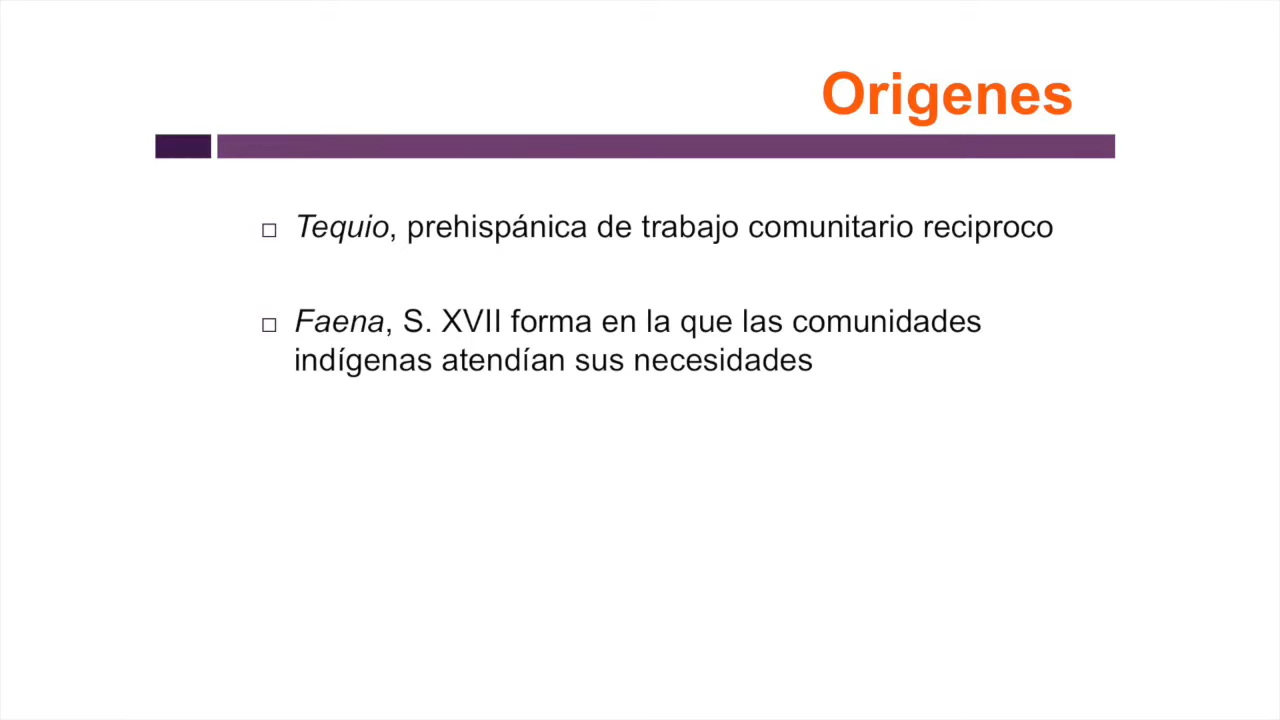 Origenes
Tequio, prehispánica de trabajo comunitario reciproco
Faena, S. XVII forma en la que las comunidades
indígenas atendían sus necesidades